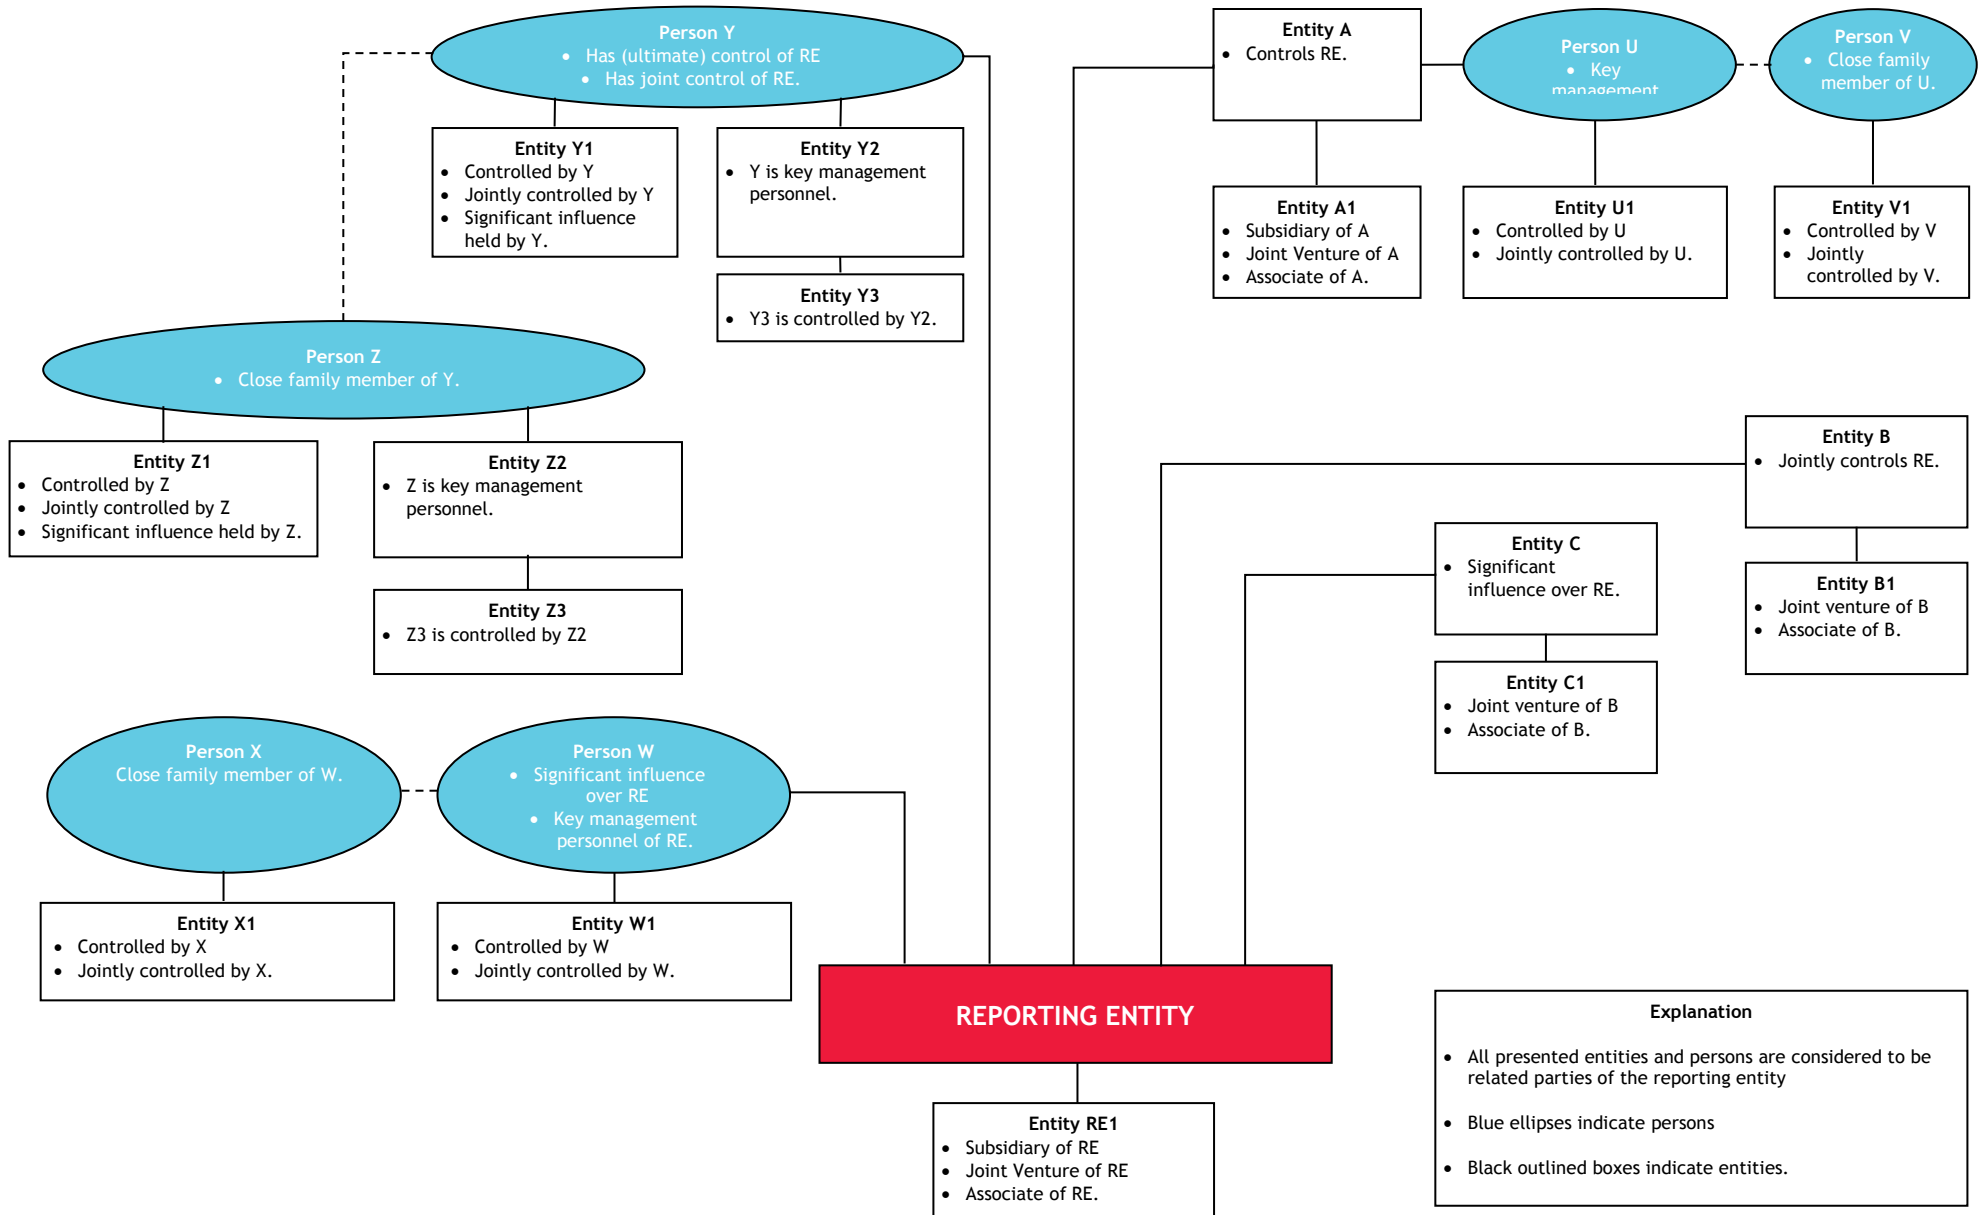 Person Y
• Has (ultimate) control of RE
• Has joint control of RE.
Entity A
• Controls RE.
Person U
• Key
management
Person V
• Close family
member of U.
Entity Y1
• Controlled by Y
• Jointly controlled by Y
• Significant influence
held by Y.
Entity Y2
• Y is key management
personnel.
Entity A1
• Subsidiary of A
• Joint Venture of A
• Associate of A.
Entity U1
• Controlled by U
• Jointly controlled by U.
Entity V1
• Controlled by V
• Jointly
controlled by V.
Entity Y3
• Y3 is controlled by Y2.
Person Z
• Close family member of Y.
Entity Z1
• Controlled by Z
• Jointly controlled by Z
• Significant influence held by Z.
Entity Z2
• Z is key management
personnel.
Entity Z3
• Z3 is controlled by Z2
Entity B
• Jointly controls RE.
Entity C
• Significant
influence over RE.
Entity B1
• Joint venture of B
• Associate of B.
Entity C1
• Joint venture of B
• Associate of B.
Person X
Close family member of W.
Person W
• Significant influence
over RE
• Key management
personnel of RE.
Entity X1
• Controlled by X
• Jointly controlled by X.
Entity W1
• Controlled by W
• Jointly controlled by W.
REPORTING ENTITY
Entity RE1
• Subsidiary of RE
• Joint Venture of RE
• Associate of RE.
Explanation
• All presented entities and persons are considered to be
related parties of the reporting entity
• Blue ellipses indicate persons
• Black outlined boxes indicate entities.